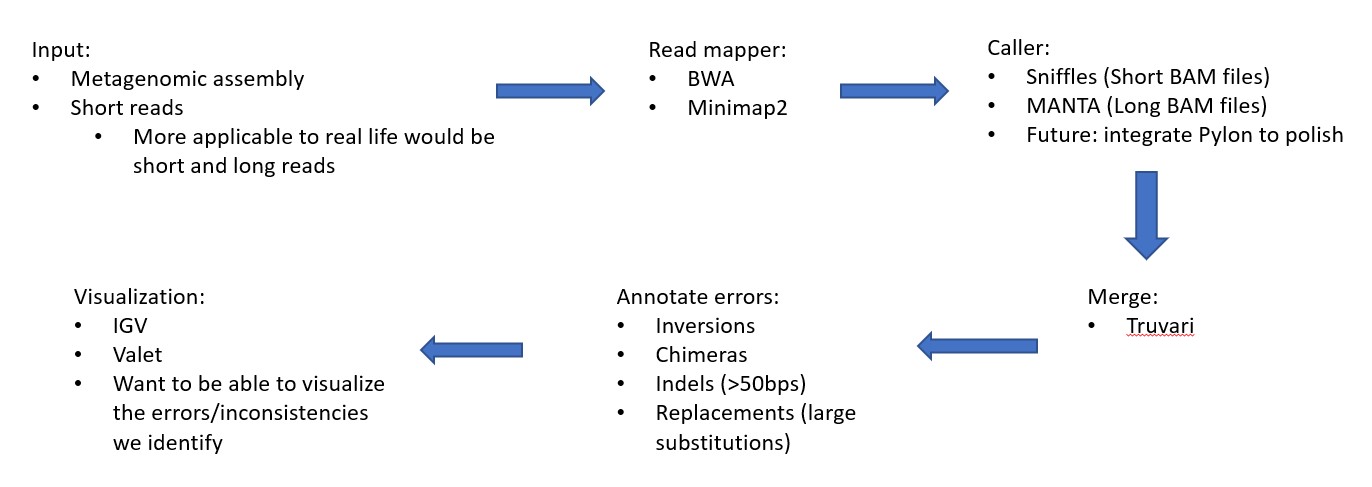 Input:
• Metagenomic assembly
• Short reads
• More applicable to real life would be
short and long reads
Read mapper:
• BWA
• Minimap2
Caller:
• Sniffles (Short BAM files)
• MANTA (Long BAM files)
• Future: integrate Pylon to polish
Merge:
• Truvari
Annotate errors:
• Inversions
• Chimeras
• Indels (>50bps)
• Replacements (large
substitutions)
Visualization:
• IGV
• Valet
• Want to be able to visualize
the errors/inconsistencies
we identify